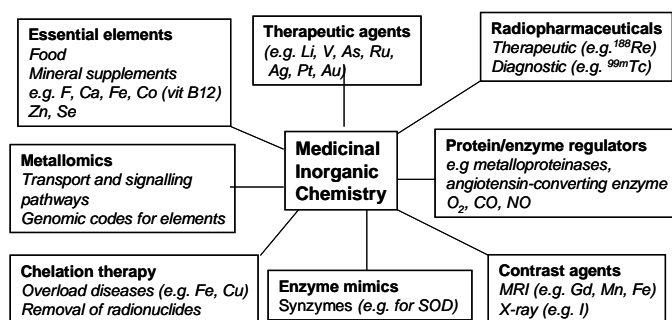 Essential elements
Food
Mineral supplements
e.g. F, Ca, Fe, Co (vit B12)
Zn, Se
Therapeutic agents
(e.g. Li, V, As, Ru,
Ag, Pt, Au)
Radiopharmaceuticals
Therapeutic (e.g.¹⁸⁸Re)
Diagnostic (e.g. ⁹⁹ᵐTc)
Metallomics
Transport and signalling
pathways
Genomic codes for elements
Medicinal
Inorganic
Chemistry
Protein/enzyme regulators
e.g metalloproteinases,
angiotensin-converting enzyme
O₂, CO, NO
Chelation therapy
Overload diseases (e.g. Fe, Cu)
Removal of radionuclides
Enzyme mimics
Synzymes (e.g. for SOD)
Contrast agents
MRI (e.g. Gd, Mn, Fe)
X-ray (e.g. I)